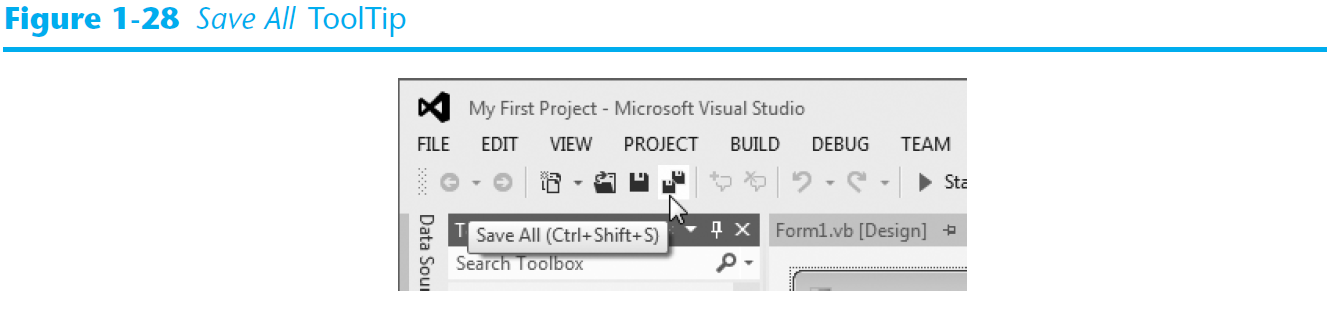 Figure 1-28 Save All ToolTip
My First Project - Microsoft Visual Studio
FILE EDIT VIEW PROJECT BUILD DEBUG TEAM
Sta
Data Sour
T
Save All (Ctrl+Shift+S)
Form1.vb [Design]
Search Toolbox